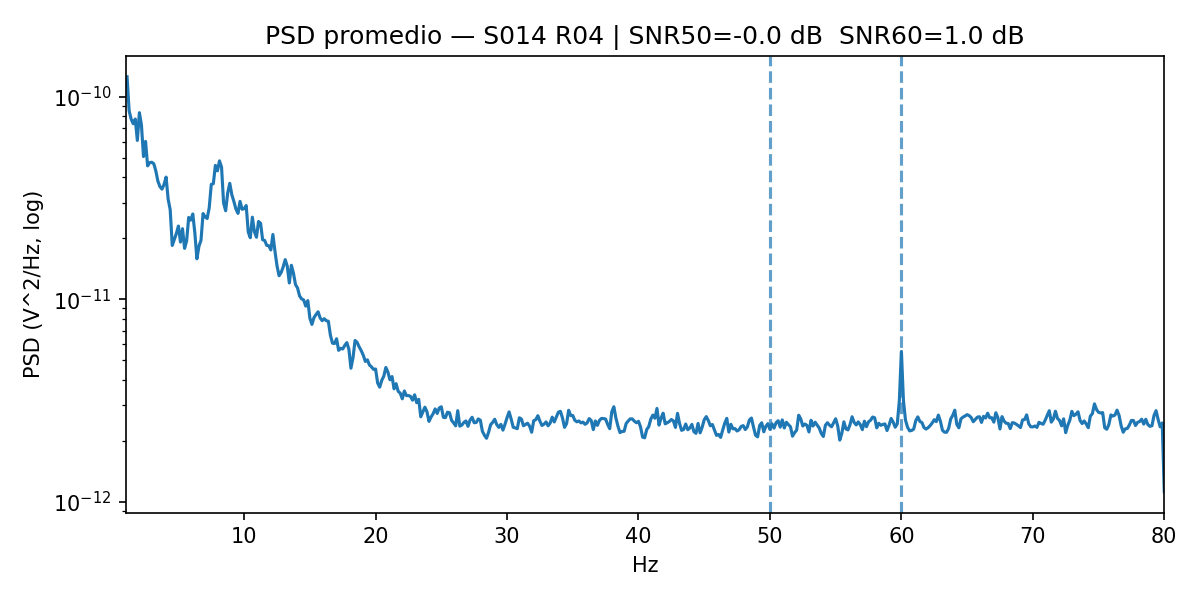 PSD promedio — S014 R04 | SNR50=-0.0 dB  SNR60=1.0 dB
PSD (V^2/Hz, log)
10⁻¹⁰
10⁻¹¹
10⁻¹²
10 20 30 40 50 60 70 80
Hz